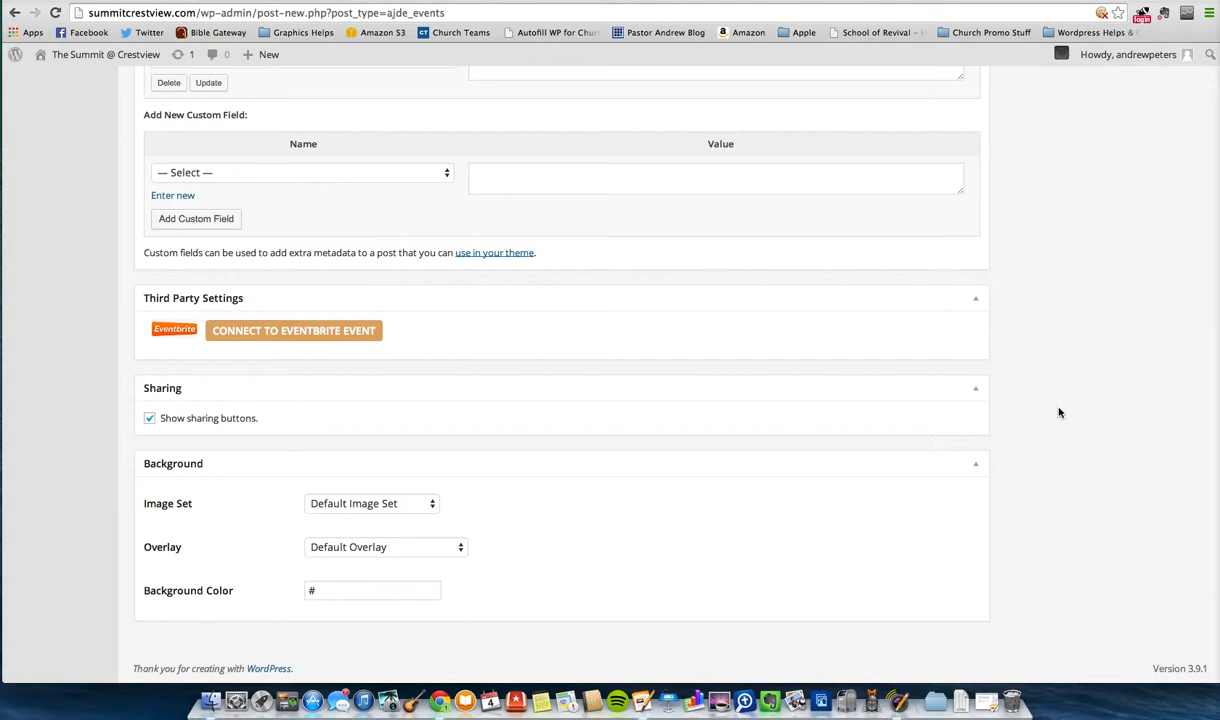 summitcrestview.com/wp-admin/post-new.php?post_type=ajde_events
login
Apps Facebook Twitter Bible Gateway Graphics Helps Amazon S3 Church Teams Autofill WP for Chur Pastor Andrew Blog Amazon Apple School of Revival - H Church Promo Stuff Wordpress Helps &
The Summit @ Crestview 1 0 New Howdy, andrewpeters
Delete Update
Add New Custom Field:
Name Value
— Select —
Enter new
Add Custom Field
Custom fields can be used to add extra metadata to a post that you can use in your theme.
Third Party Settings
Eventbrite CONNECT TO EVENTBRITE EVENT
Sharing
Show sharing buttons.
Background
Image Set Default Image Set
Overlay Default Overlay
Background Color #
Thank you for creating with WordPress. Version 3.9.1
4